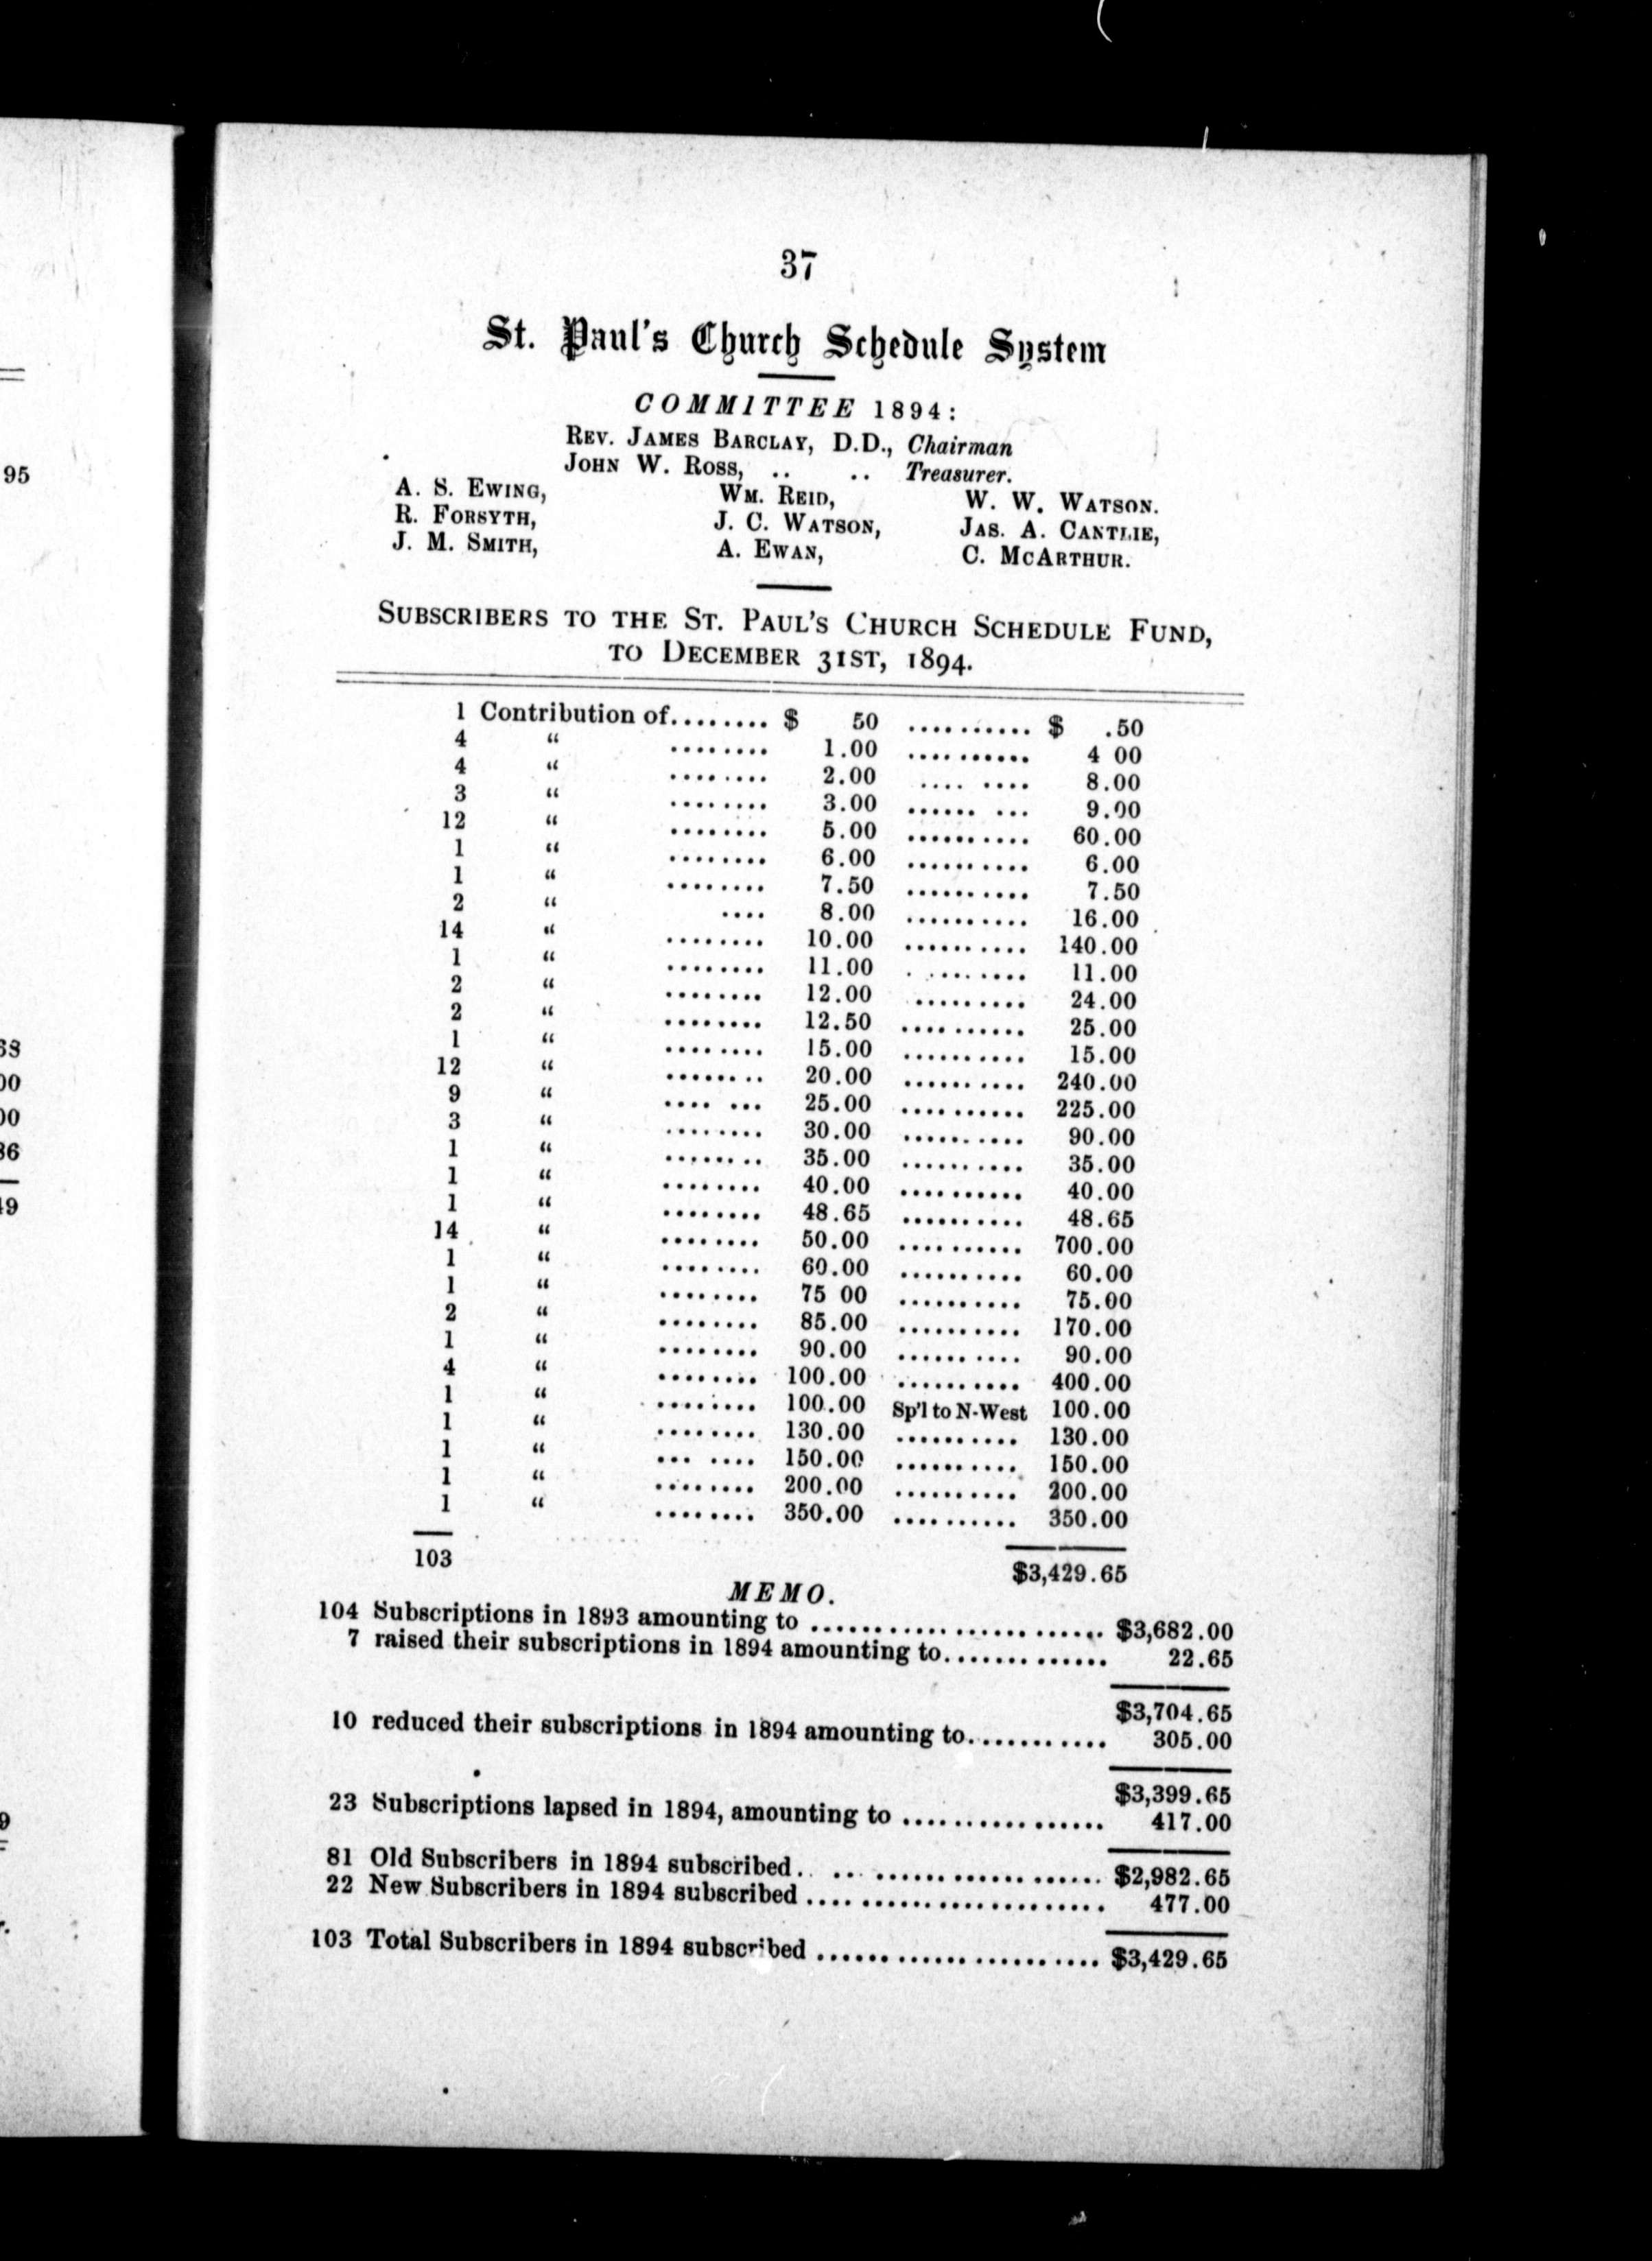 37
St. Paul's Church Schedule System
COMMITTEE 1894:
REV. JAMES BARCLAY, D.D., Chairman
JOHN W. ROSS, .. .. Treasurer.
A. S. EWING, WM. REID, W. W. WATSON.
R. FORSYTH, J. C. WATSON, JAS. A. CANTLIE,
J. M. SMITH, A. EWAN, C. MCARTHUR.
SUBSCRIBERS TO THE ST. PAUL'S CHURCH SCHEDULE FUND,
TO DECEMBER 31ST, 1894.
1 Contribution of........ $ 50 .......... $ .50
4 “ ........ 1.00 .......... 4 00
4 “ ........ 2.00 .... .... 8.00
3 “ ........ 3.00 ...... ... 9.00
12 “ ........ 5.00 .......... 60.00
1 “ ........ 6.00 .......... 6.00
1 “ ........ 7.50 .......... 7.50
2 “ .... 8.00 .......... 16.00
14 “ ........ 10.00 .......... 140.00
1 “ ........ 11.00 . ........ 11.00
2 “ ........ 12.00 ......... 24.00
2 “ ........ 12.50 .......... 25.00
1 “ ........ 15.00 .......... 15.00
12 “ ........ 20.00 .......... 240.00
9 “ .... ... 25.00 .......... 225.00
3 “ ........ 30.00 .......... 90.00
1 “ ........ 35.00 .......... 35.00
1 “ ........ 40.00 .......... 40.00
1 “ ........ 48.65 .......... 48.65
14 “ ........ 50.00 .......... 700.00
1 “ ........ 60.00 .......... 60.00
1 “ ........ 75 00 .......... 75.00
2 “ ........ 85.00 .......... 170.00
1 “ ........ 90.00 .......... 90.00
4 “ ........ 100.00 .......... 400.00
1 “ ........ 100.00 Sp'l to N-West 100.00
1 “ ........ 130.00 .......... 130.00
1 “ ... .... 150.00 .......... 150.00
1 “ ........ 200.00 .......... 200.00
1 “ ........ 350.00 .......... 350.00
103 $3,429.65
MEMO.
104 Subscriptions in 1893 amounting to ........................ $3,682.00
7 raised their subscriptions in 1894 amounting to............. 22.65
$3,704.65
10 reduced their subscriptions in 1894 amounting to........... 305.00
$3,399.65
23 Subscriptions lapsed in 1894, amounting to ................ 417.00
81 Old Subscribers in 1894 subscribed.. ... .................. $2,982.65
22 New Subscribers in 1894 subscribed ........................ 477.00
103 Total Subscribers in 1894 subscribed ...................... $3,429.65
95
00
9